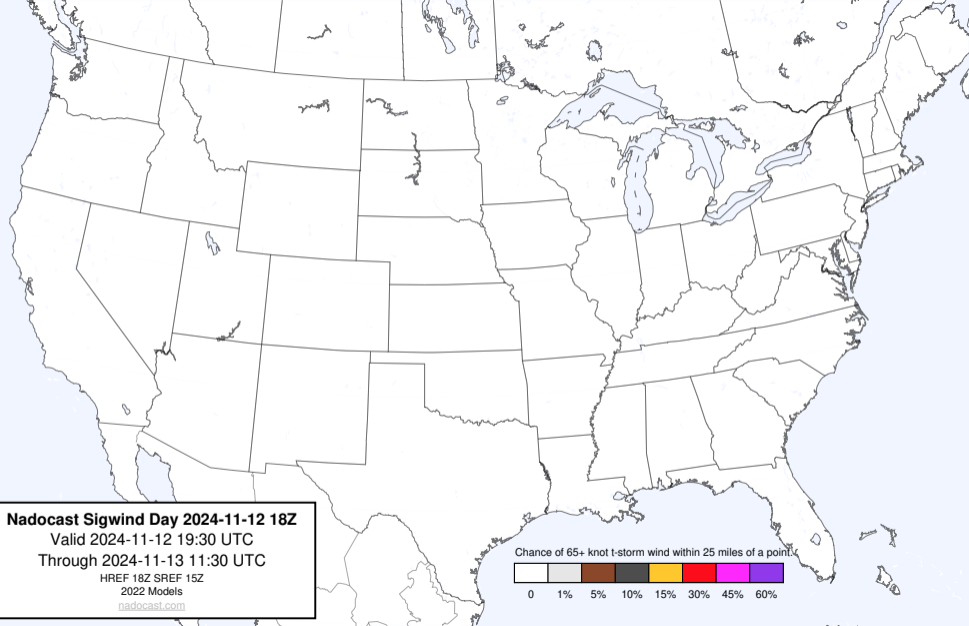 Nadocast Sigwind Day 2024-11-12 18Z
Valid 2024-11-12 19:30 UTC
Through 2024-11-13 11:30 UTC
HREF 18Z SREF 15Z
2022 Models
nadocast.com
Chance of 65+ knot t-storm wind within 25 miles of a point.
0 1% 5% 10% 15% 30% 45% 60%